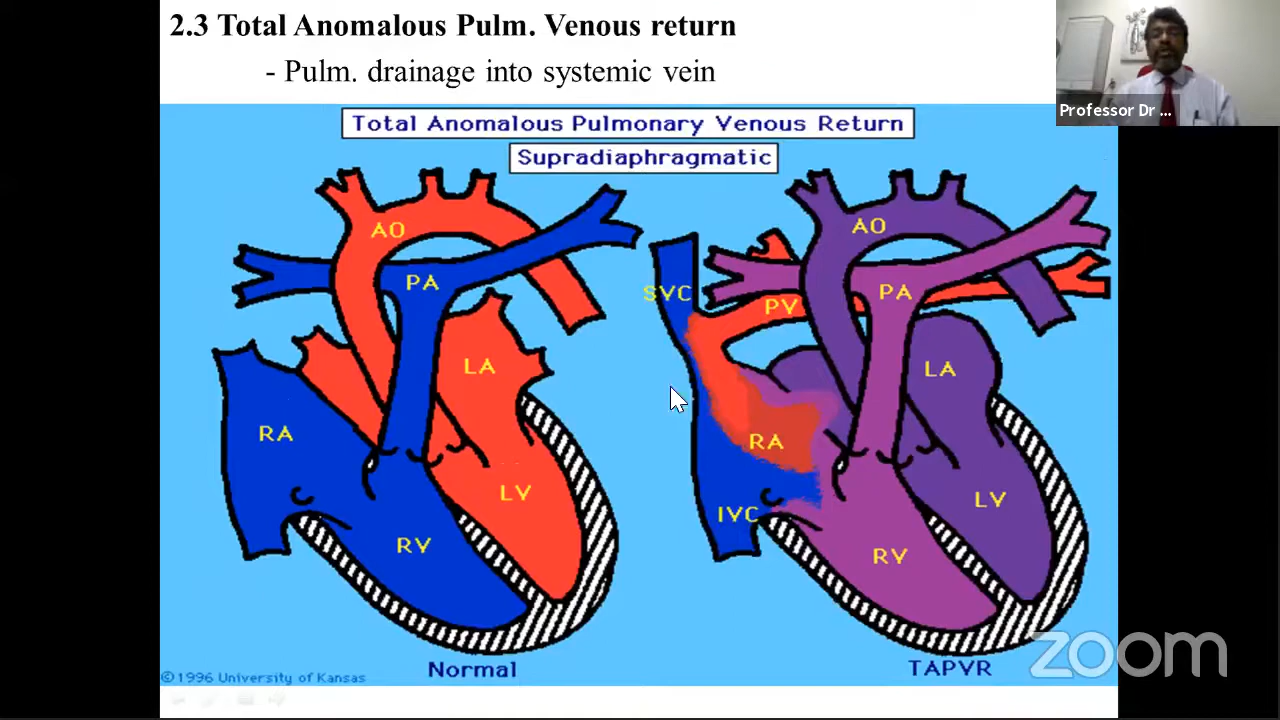 2.3 Total Anomalous Pulm. Venous return
- Pulm. drainage into systemic vein
Professor Dr ...
Total Anomalous Pulmonary Venous Return
Supradiaphragmatic
AO
PA
LA
RA
LV
RV
Normal
SVC
AO
PV
PA
LA
RA
IVC
LV
RV
TAPVR
©1996 University of Kansas
zoom